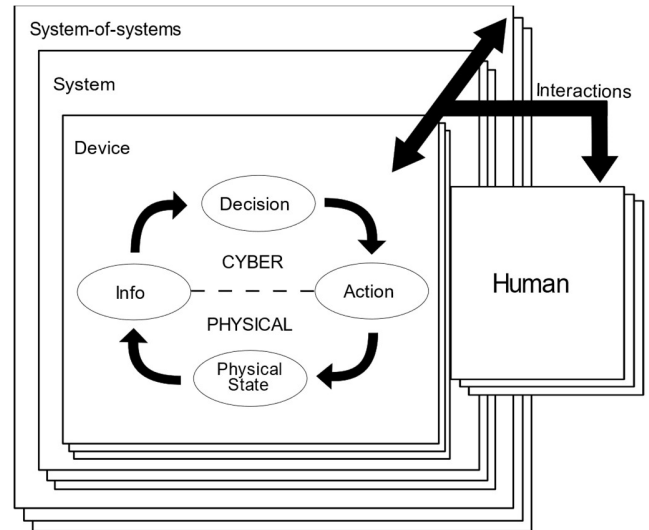 System-of-systems
System
Interactions
Device
Decision
CYBER
Info
Action
Human
PHYSICAL
Physical
State